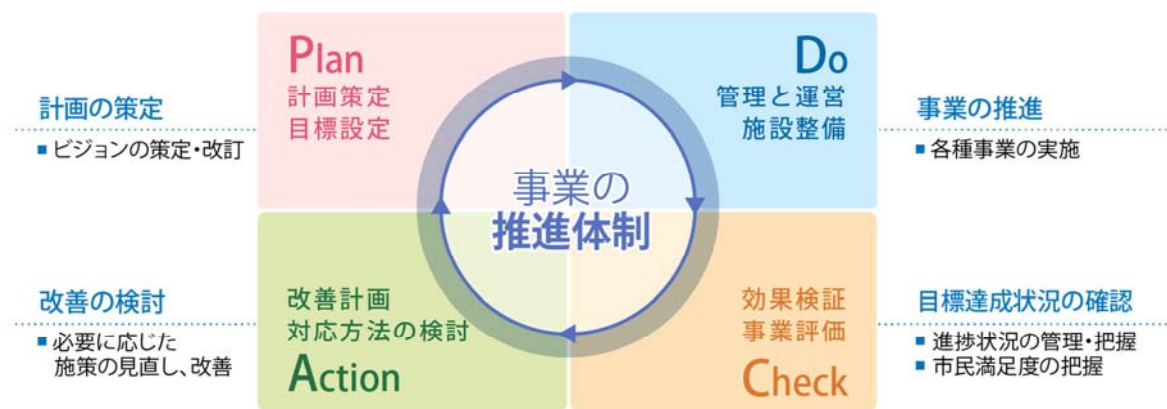 計画の策定
■ ビジョンの策定・改訂
Plan
計画策定
目標設定
Do
管理と運営
施設整備
事業の推進
■ 各種事業の実施
事業の
推進体制
改善の検討
■ 必要に応じた
施策の見直し、改善
改善計画
対応方法の検討
Action
効果検証
事業評価
Check
目標達成状況の確認
■ 進捗状況の管理・把握
■ 市民満足度の把握